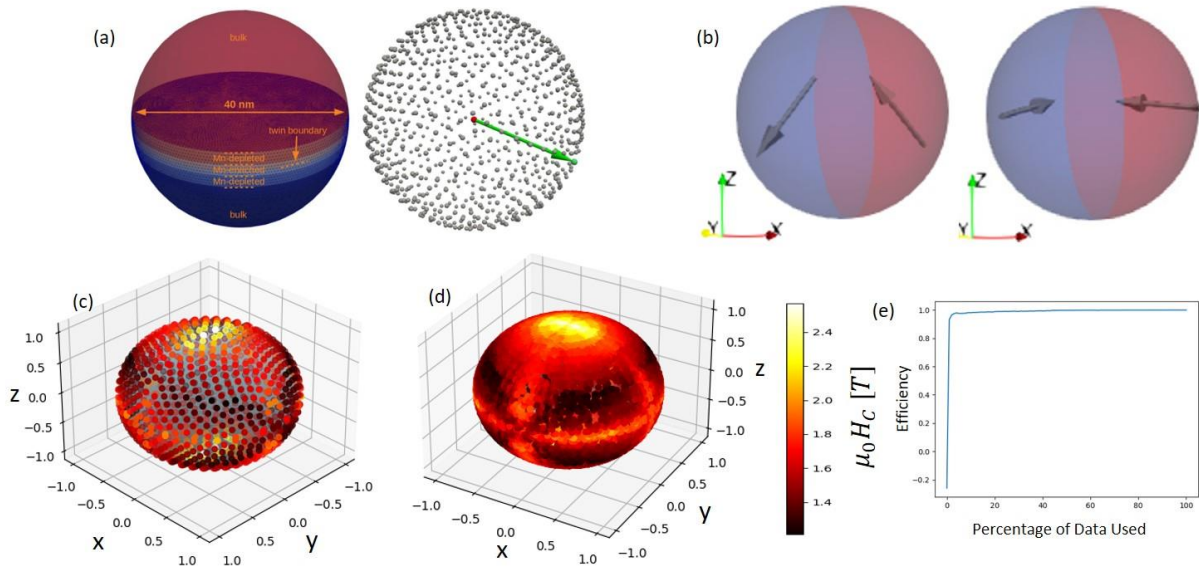 (a)
bulk
40 nm
twin boundary
Mn-depleted
Mn-enriched
Mn-depleted
bulk
(b)
Z
Y
X
Z
Y
X
(c)
1.0
0.5
0.0
−0.5
−1.0
z
−1.0
−0.5
0.0
0.5
1.0
x
−1.0
−0.5
0.0
0.5
1.0
y
(d)
1.0
0.5
0.0
−0.5
−1.0
z
−1.0
−0.5
0.0
0.5
1.0
x
1.0
0.5
0.0
−0.5
−1.0
y
2.4
2.2
2.0
1.8
1.6
1.4
μ₀H_C [T]
(e)
1.0
0.8
0.6
0.4
0.2
0.0
−0.2
Efficiency
0 20 40 60 80 100
Percentage of Data Used